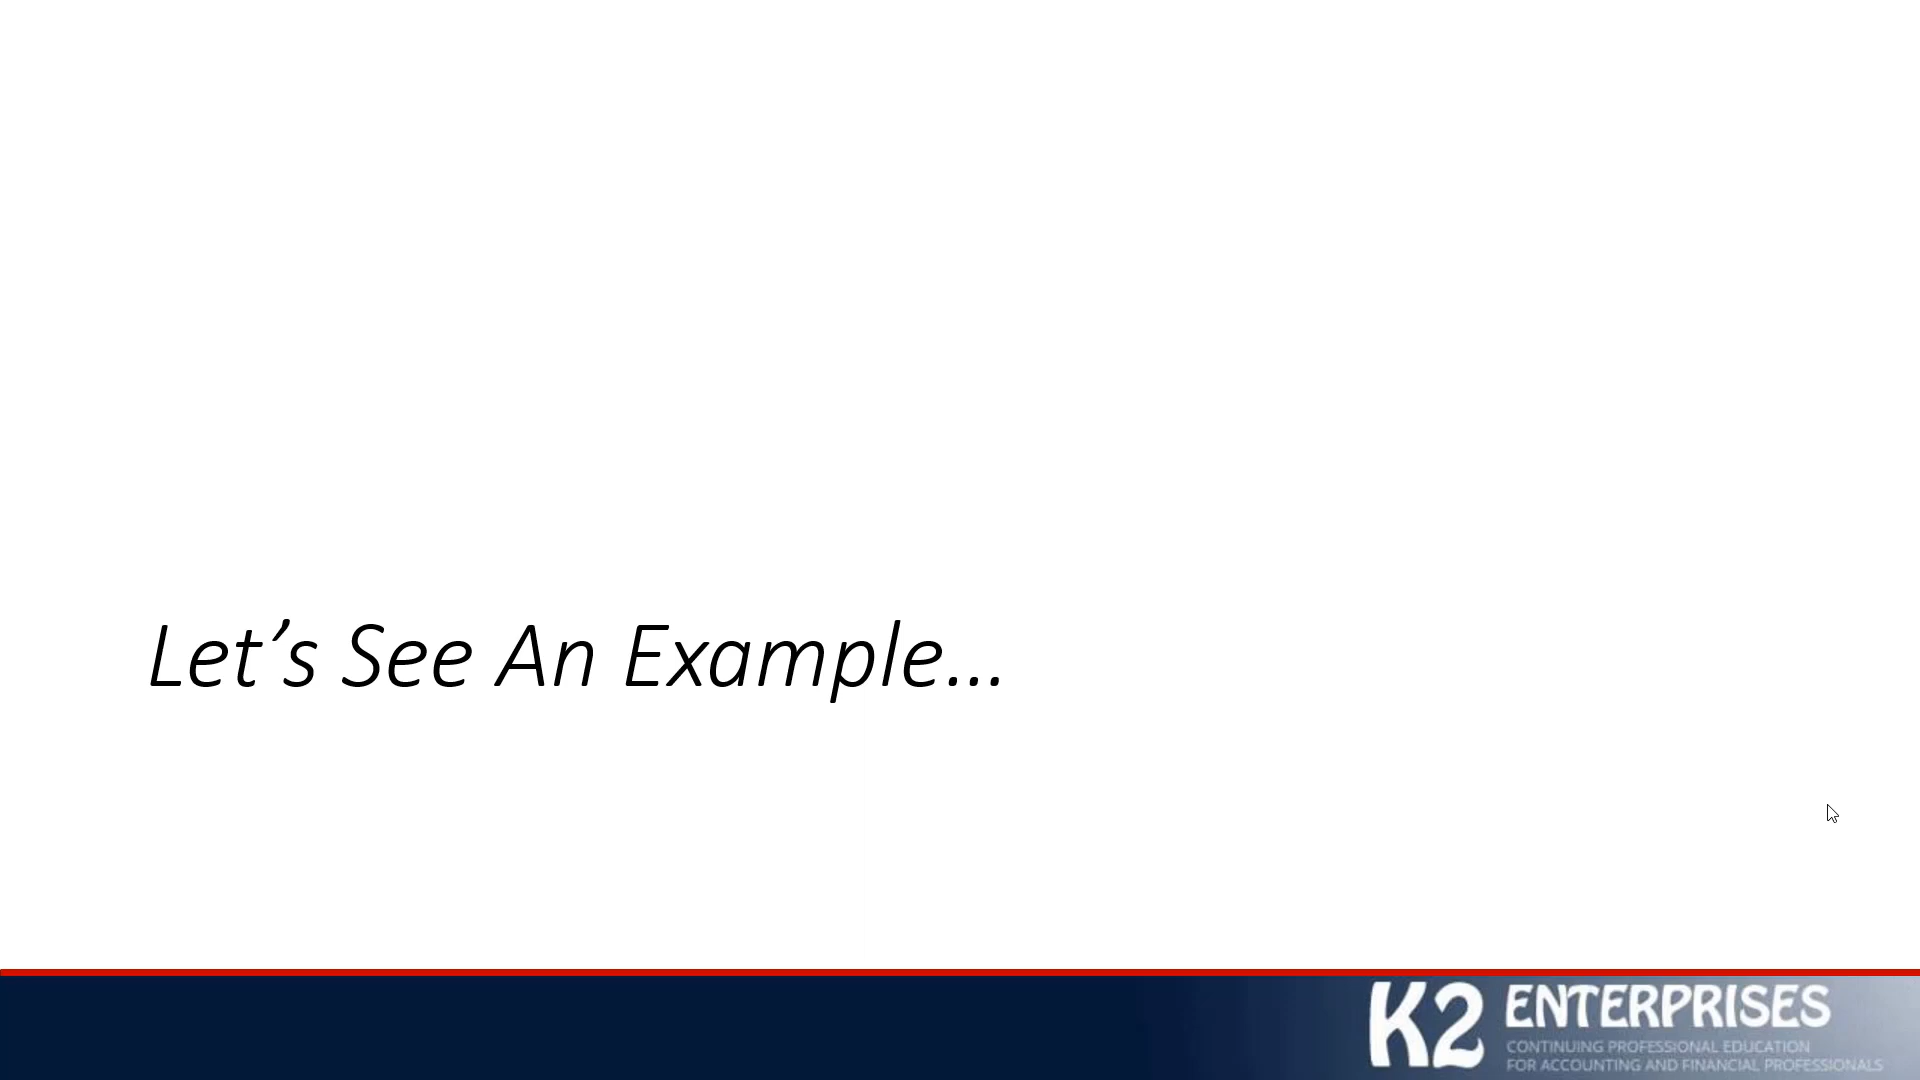 Let’s See An Example...
K2 ENTERPRISES
CONTINUING PROFESSIONAL EDUCATION
FOR ACCOUNTING AND FINANCIAL PROFESSIONALS